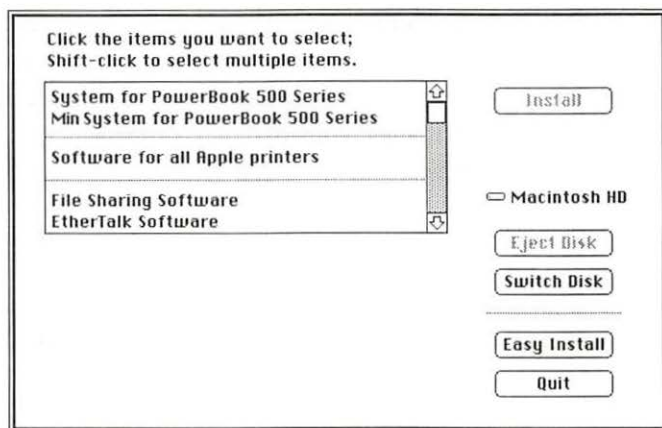 Click the items you want to select;
Shift-click to select multiple items.
System for PowerBook 500 Series
Min System for PowerBook 500 Series
Software for all Apple printers
File Sharing Software
EtherTalk Software
Install
Macintosh HD
Eject Disk
Switch Disk
Easy Install
Quit